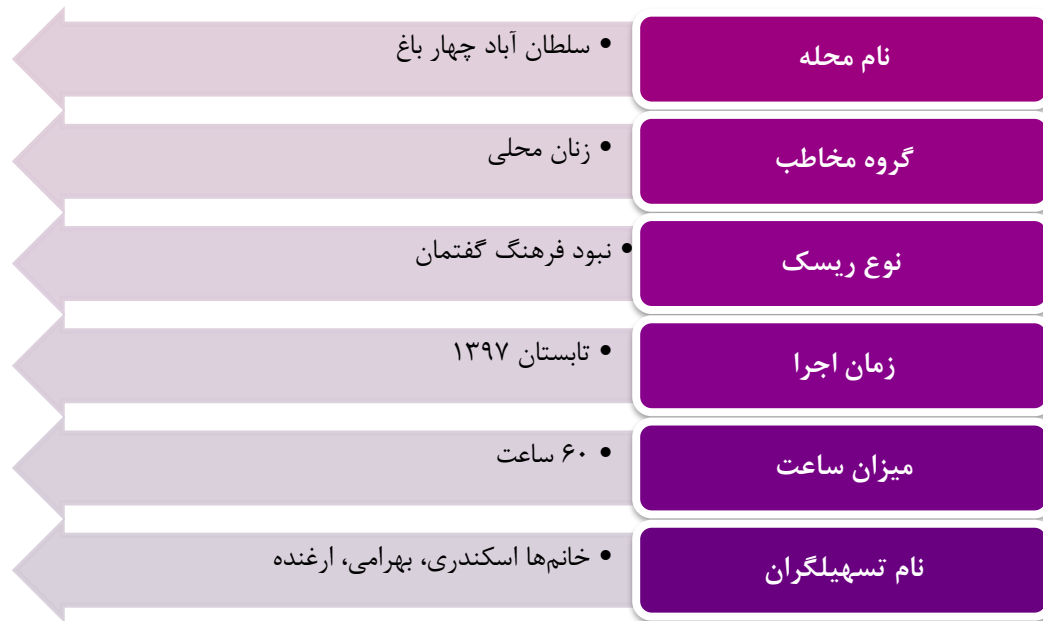 نام محله
• سلطان آباد چهار باغ
گروه مخاطب
• زنان محلی
نوع ریسک
• نبود فرهنگ گفتمان
زمان اجرا
• تابستان ۱۳۹۷
میزان ساعت
• ۶۰ ساعت
نام تسهیلگران
• خانم‌ها اسکندری، بهرامی، ارغنده